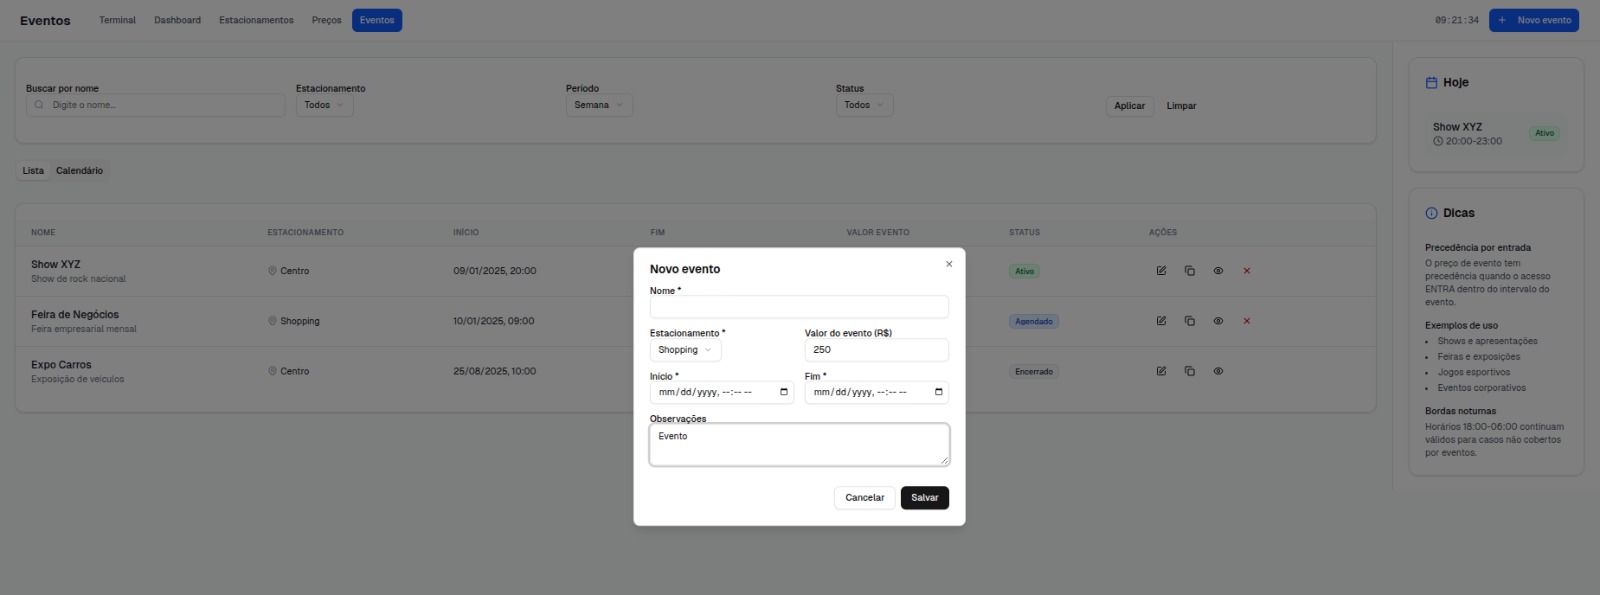 Eventos Terminal Dashboard Estacionamentos Preços Eventos 09:21:34 + Novo evento
Buscar por nome Estacionamento Período Status
Digite o nome... Todos Semana Todos Aplicar Limpar
Lista Calendário
NOME ESTACIONAMENTO INÍCIO FIM VALOR EVENTO STATUS AÇÕES
Show XYZ
Show de rock nacional
Centro 09/01/2025, 20:00 Ativo
Feira de Negócios
Feira empresarial mensal
Shopping 10/01/2025, 09:00 Agendado
Expo Carros
Exposição de veículos
Centro 25/08/2025, 10:00 Encerrado
Novo evento
Nome *
Estacionamento * Valor do evento (R$)
Shopping 250
Início * Fim *
mm/dd/yyyy, --:-- -- mm/dd/yyyy, --:-- --
Observações
Evento
Cancelar Salvar
Hoje
Show XYZ
20:00-23:00 Ativo
Dicas
Precedência por entrada
O preço de evento tem
precedência quando o acesso
ENTRA dentro do intervalo do
evento.
Exemplos de uso
• Shows e apresentações
• Feiras e exposições
• Jogos esportivos
• Eventos corporativos
Bordas noturnas
Horários 18:00-06:00 continuam
válidos para casos não cobertos
por eventos.